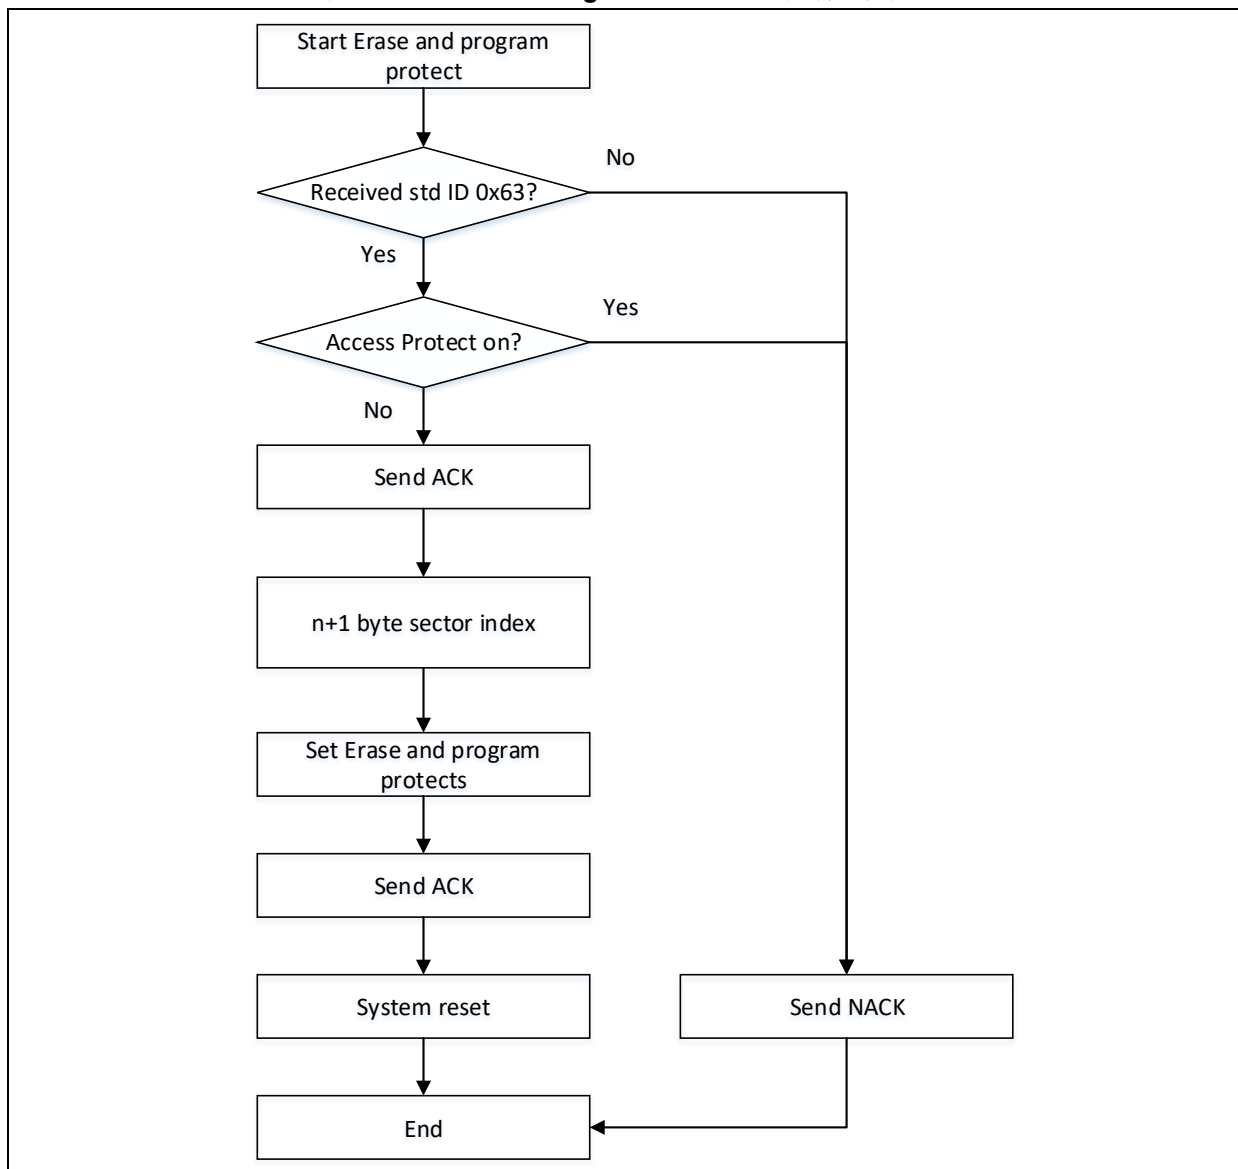 Start Erase and program
protect
No
Received std ID 0x63?
Yes
Yes
Access Protect on?
No
Send ACK
n+1 byte sector index
Set Erase and program
protects
Send ACK
System reset
Send NACK
End